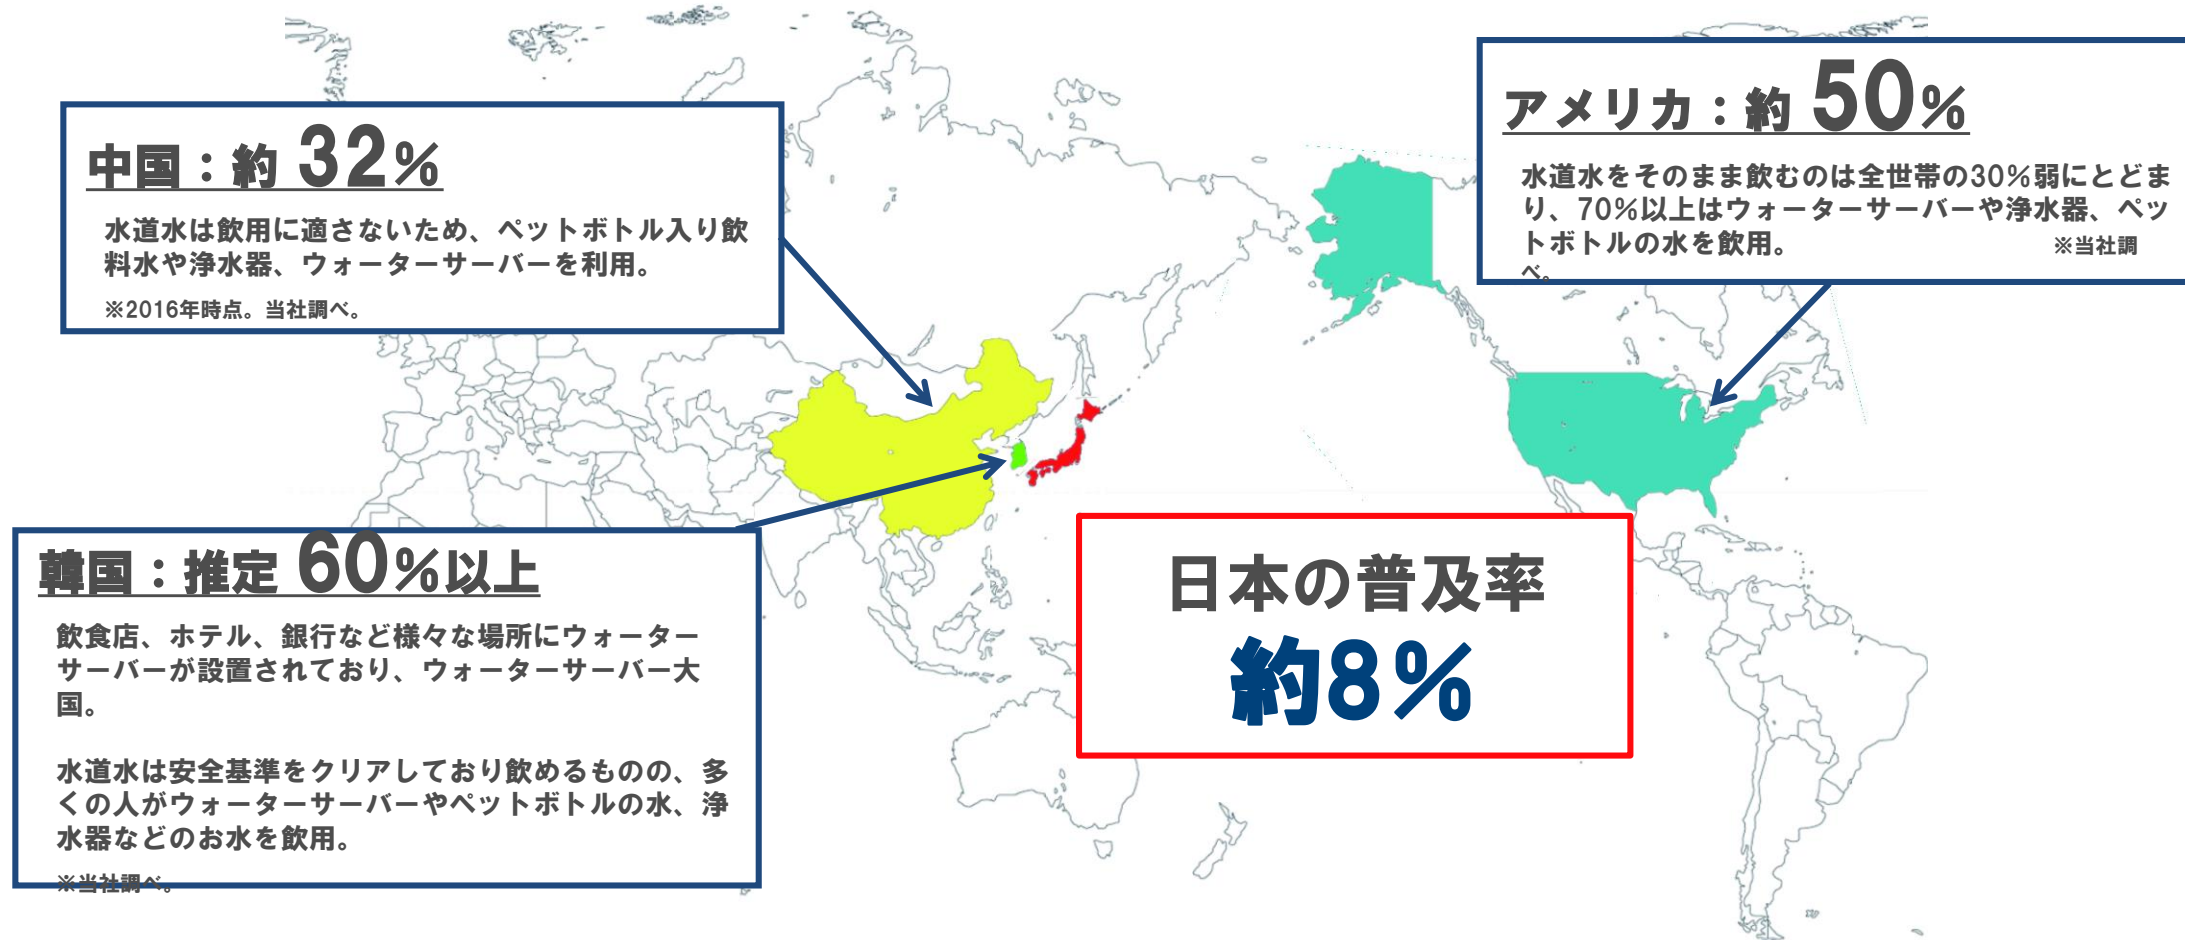 中国：約 32%
水道水は飲用に適さないため、ペットボトル入り飲
料水や浄水器、ウォーターサーバーを利用。
※2016年時点。当社調べ。
アメリカ：約 50%
水道水をそのまま飲むのは全世帯の30%弱にとどま
り、70%以上はウォーターサーバーや浄水器、ペッ
トボトルの水を飲用。 ※当社調
べ。
韓国：推定 60%以上
飲食店、ホテル、銀行など様々な場所にウォーター
サーバーが設置されており、ウォーターサーバー大
国。
水道水は安全基準をクリアしており飲めるものの、多
くの人がウォーターサーバーやペットボトルの水、浄
水器などのお水を飲用。
※当社調べ。
日本の普及率
約8%